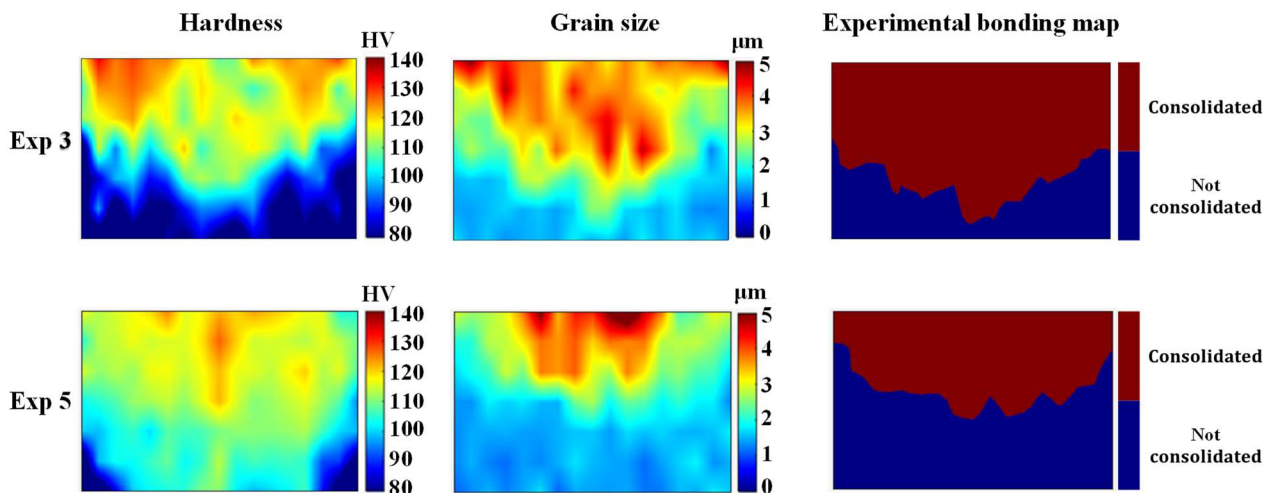 Hardness
Grain size
Experimental bonding map
Exp 3
HV
140
130
120
110
100
90
80
μm
5
4
3
2
1
0
Consolidated
Not
consolidated
Exp 5
HV
140
130
120
110
100
90
80
μm
5
4
3
2
1
0
Consolidated
Not
consolidated